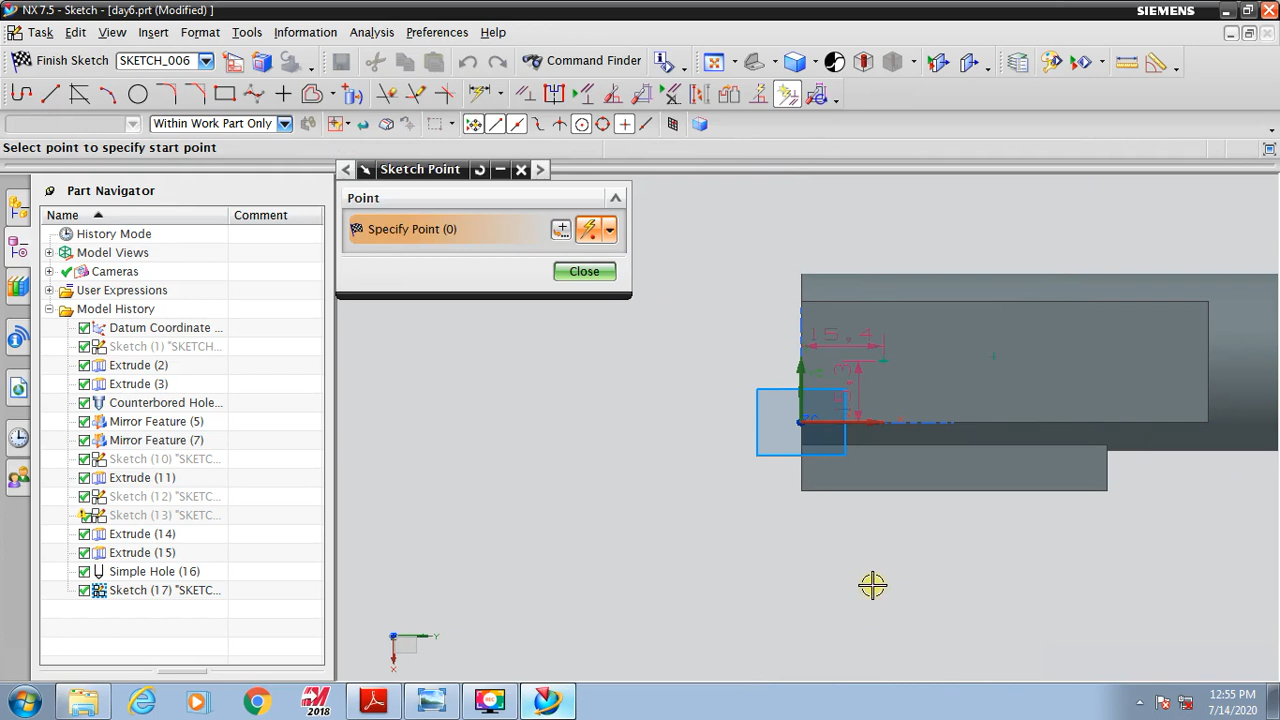 NX 7.5 - Sketch - [day6.prt (Modified) ]
SIEMENS
Task Edit View Insert Format Tools Information Analysis Preferences Help
Finish Sketch SKETCH_006 Command Finder
Within Work Part Only
Select point to specify start point
Part Navigator
Sketch Point
Point
Specify Point (0)
Close
Name Comment
History Mode
Model Views
Cameras
User Expressions
Model History
Datum Coordinate ...
Sketch (1) "SKETCH...
Extrude (2)
Extrude (3)
Counterbored Hole...
Mirror Feature (5)
Mirror Feature (7)
Sketch (10) "SKETC...
Extrude (11)
Sketch (12) "SKETC...
Sketch (13) "SKETC...
Extrude (14)
Extrude (15)
Simple Hole (16)
Sketch (17) "SKETC...
15.4
Y
X
2018
12:55 PM
7/14/2020